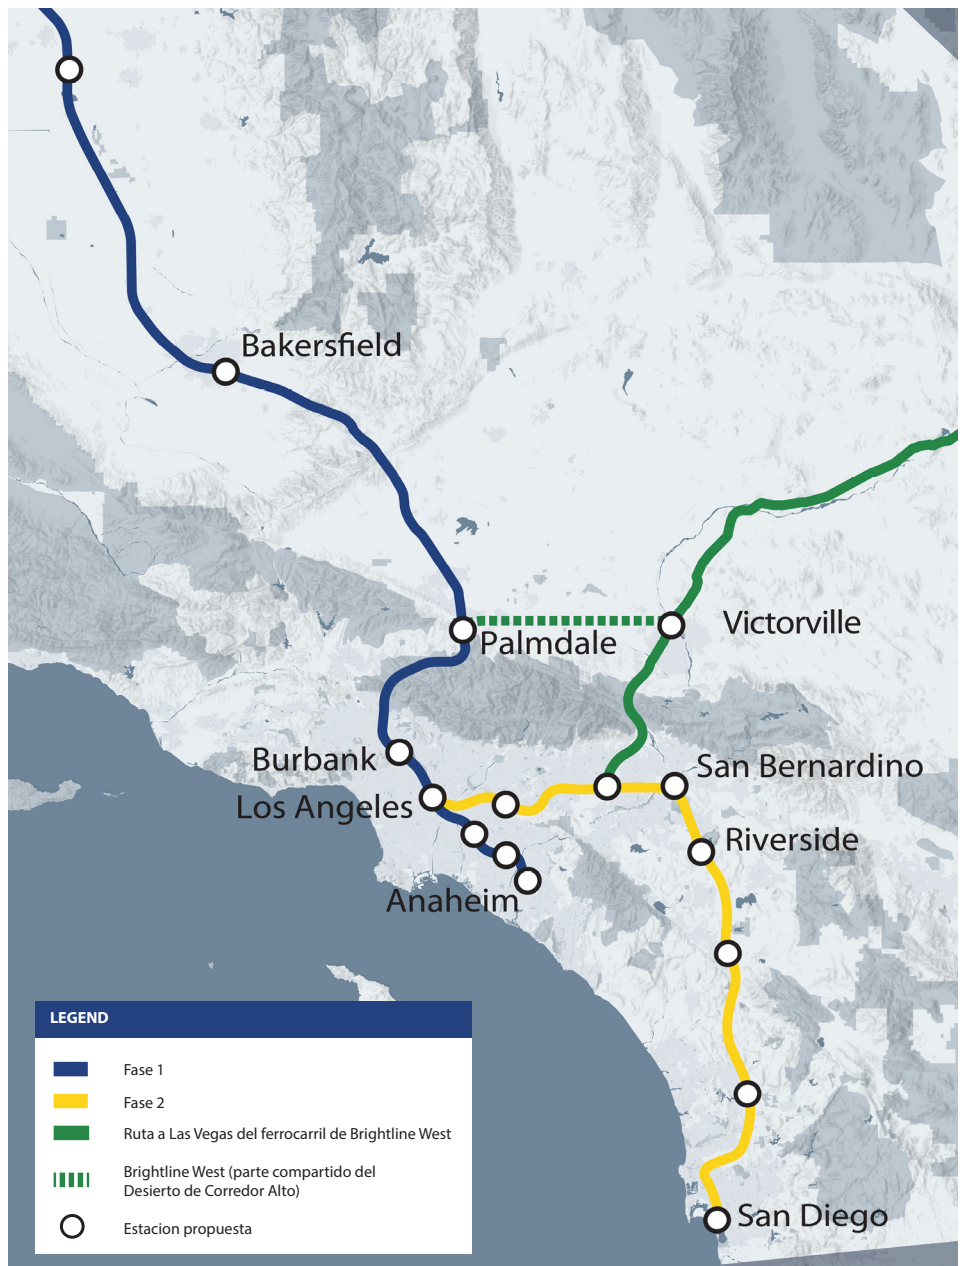 Bakersfield
Victorville
Palmdale
Burbank
San Bernardino
Los Angeles
Riverside
Anaheim
LEGEND
Fase 1
Fase 2
Ruta a Las Vegas del ferrocarril de Brightline West
Brightline West (parte compartido del
Desierto de Corredor Alto)
Estacion propuesta
San Diego